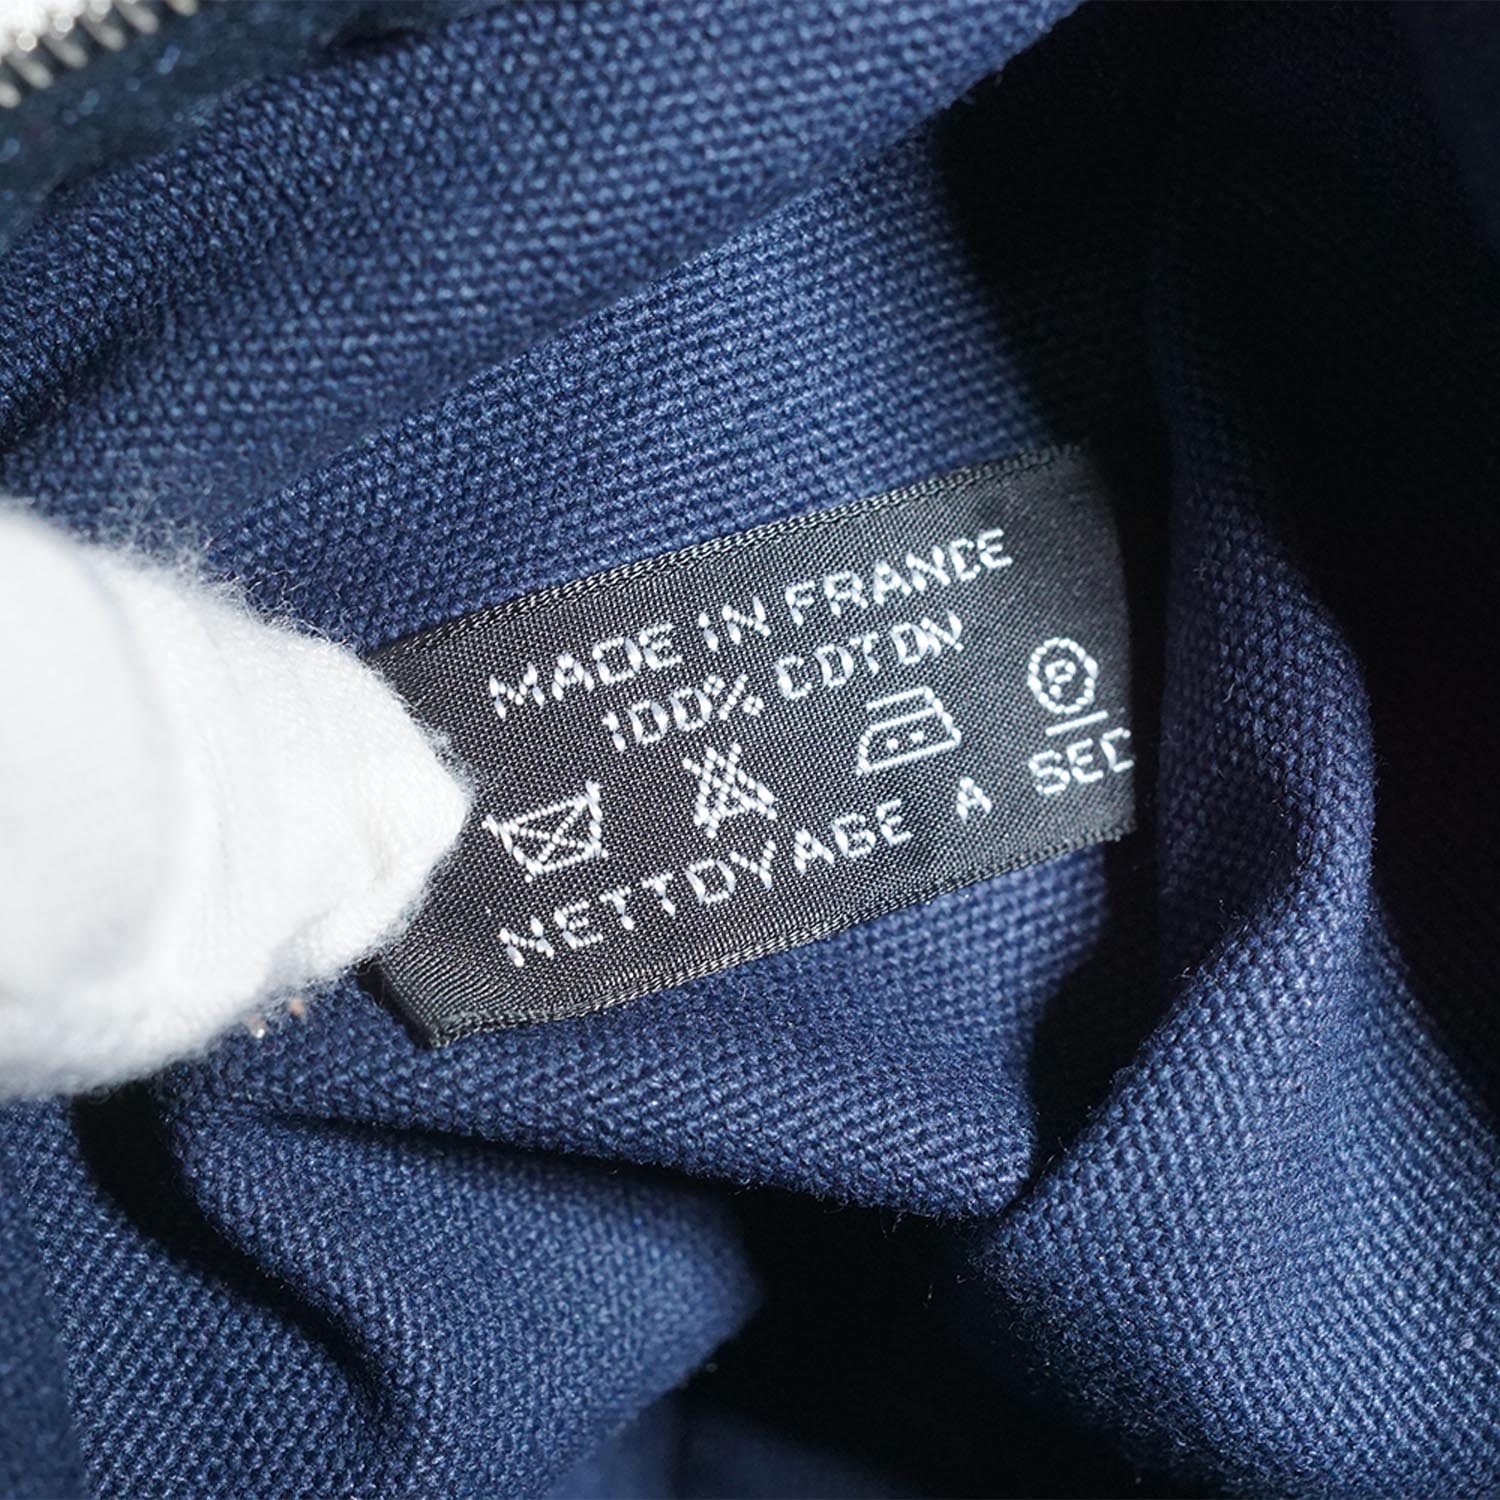 MADE IN FRANCE
100% COTON
P
NETTOYAGE A SEC